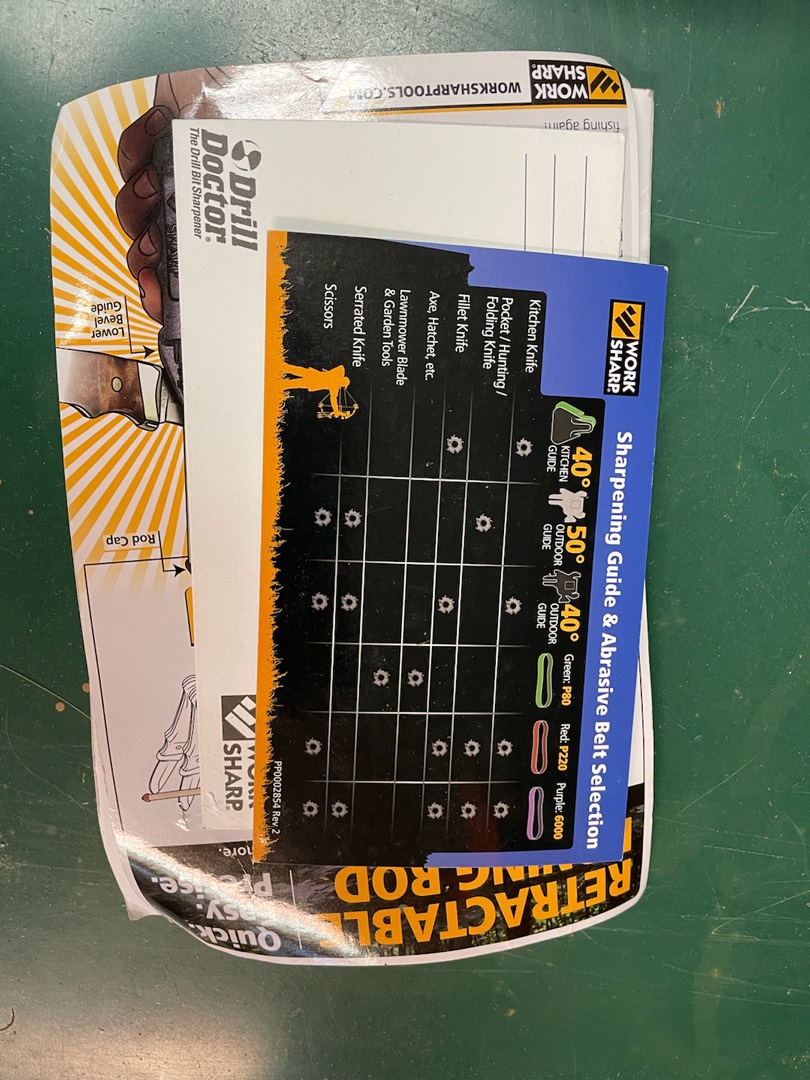 WORK
SHARP®
Sharpening Guide & Abrasive Belt Selection
40°
KITCHEN
GUIDE
50°
OUTDOOR
GUIDE
40°
OUTDOOR
GUIDE
Green: P80
Red: P220
Purple: 6000
Kitchen Knife
Pocket / Hunting /
Folding Knife
Fillet Knife
Axe, Hatchet, etc.
Lawnmower Blade
& Garden Tools
Serrated Knife
Scissors
PP0002854 Rev 2
Drill
Doctor®
The Drill Bit Sharpener
WORK
SHARP
WORK
SHARP®
WORKSHARPTOOLS.COM
fishing again!
Lower
Bevel
Guide
Rod Cap
RETRACTABLE
ROD
Quick.
Easy.
Precise.